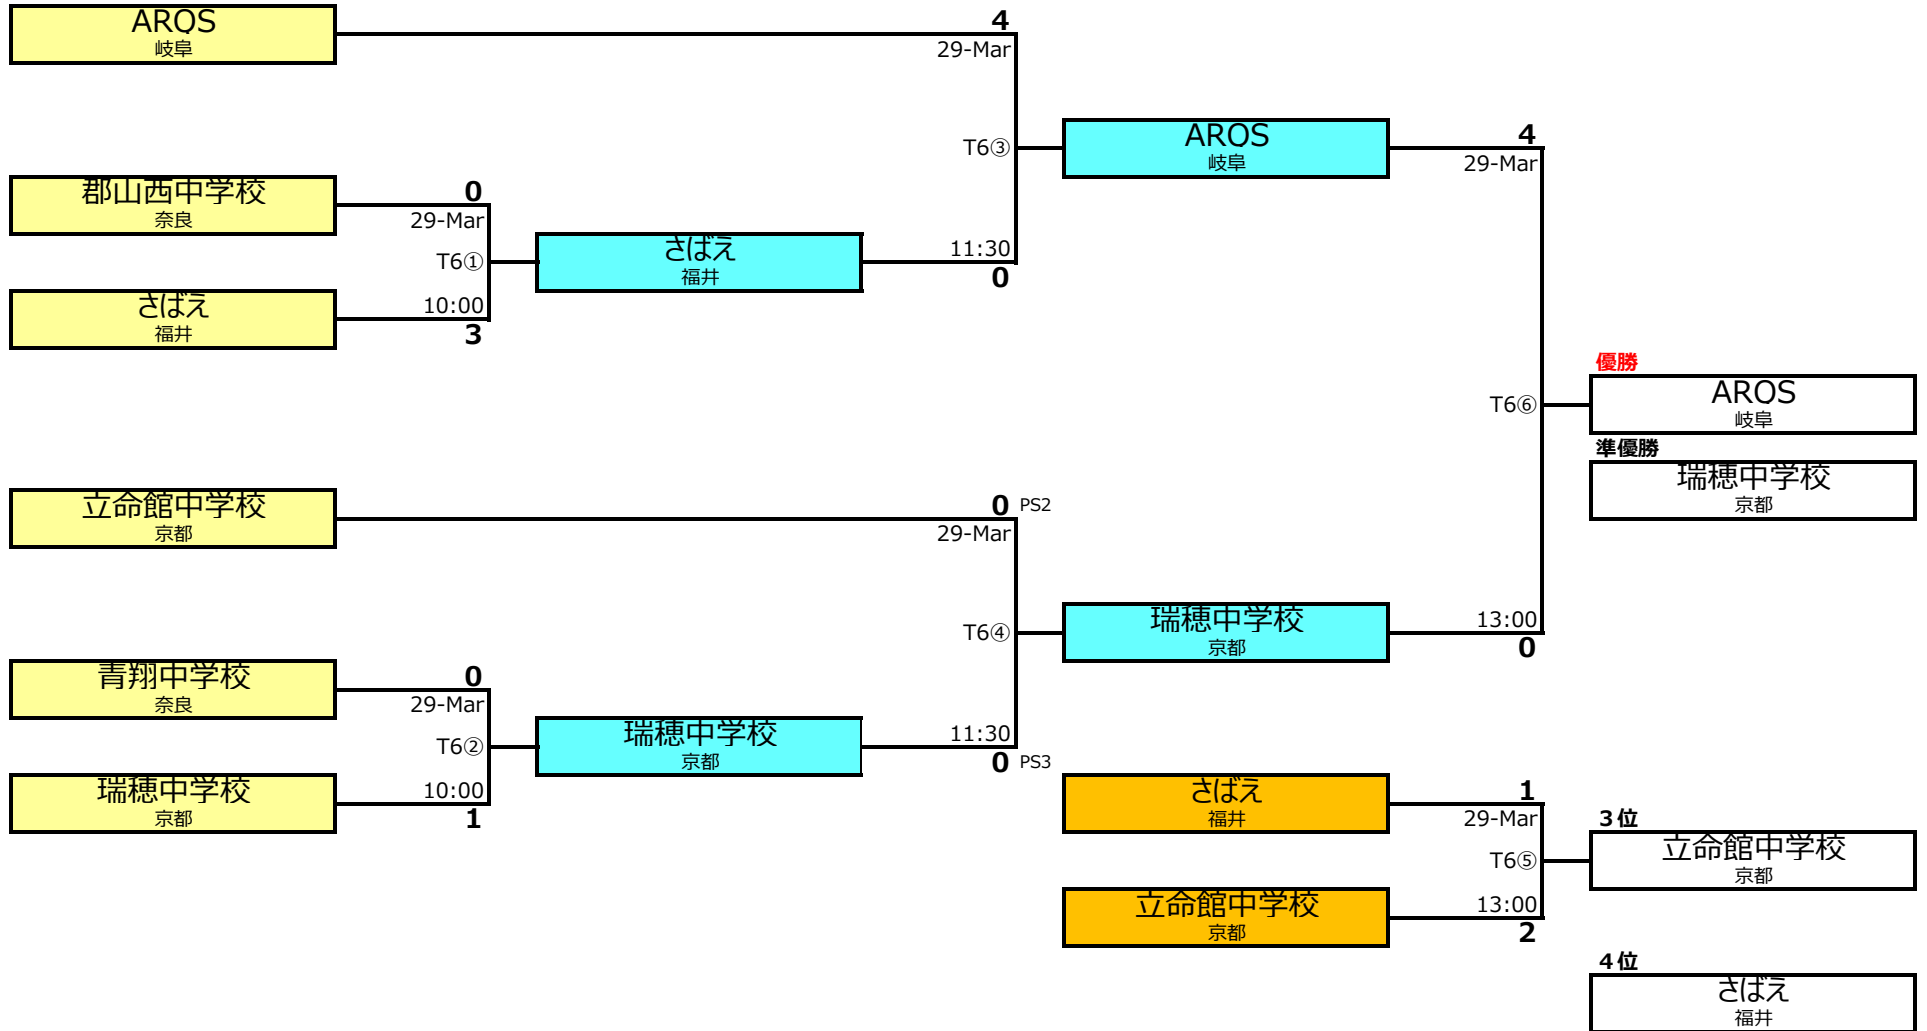 AROS
岐阜
4
29-Mar
T6③
AROS
岐阜
4
29-Mar
郡山西中学校
奈良
0
29-Mar
T6①
さばえ
福井
11:30
0
さばえ
福井
10:00
3
優勝
AROS
岐阜
T6⑥
準優勝
瑞穂中学校
京都
立命館中学校
京都
0 PS2
29-Mar
T6④
瑞穂中学校
京都
13:00
0
青翔中学校
奈良
0
29-Mar
T6②
瑞穂中学校
京都
11:30
0 PS3
瑞穂中学校
京都
10:00
1
さばえ
福井
1
29-Mar
T6⑤
3位
立命館中学校
京都
立命館中学校
京都
13:00
2
4位
さばえ
福井